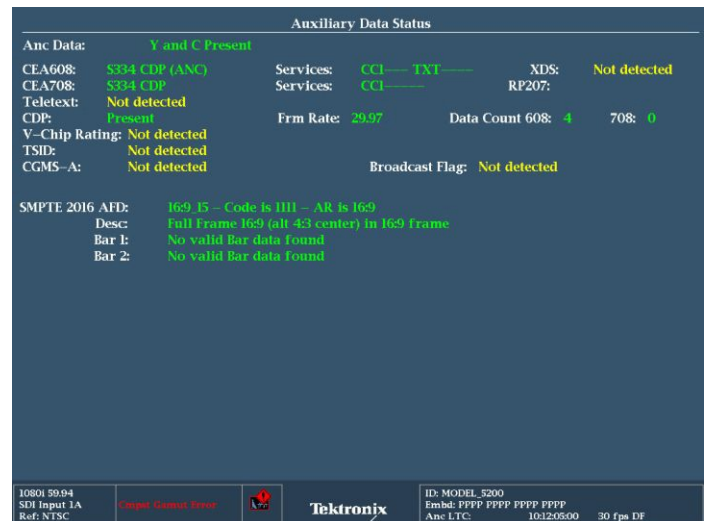 Auxiliary Data Status
Anc Data: Y and C Present
CEA608: S334 CDP (ANC) Services: CC1--- TXT---- XDS: Not detected
CEA708: S334 CDP Services: CC1----- RP207:
Teletext: Not detected
CDP: Present Frm Rate: 29.97 Data Count 608: 4 708: 0
V-Chip Rating: Not detected
TSID: Not detected
CGMS-A: Not detected Broadcast Flag: Not detected
SMPTE 2016 AFD: 16:9_15 - Code is 1111 - AR is 16:9
Desc: Full Frame 16:9 (alt 4:3 center) in 16:9 frame
Bar 1: No valid Bar data found
Bar 2: No valid Bar data found
1080i 59.94
SDI Input 1A
Ref: NTSC
Cmpst Gamut Error
Tektronix
ID: MODEL_5200
Embd: PPPP PPPP PPPP PPPP
Anc LTC: 10:12:05:00 30 fps DF